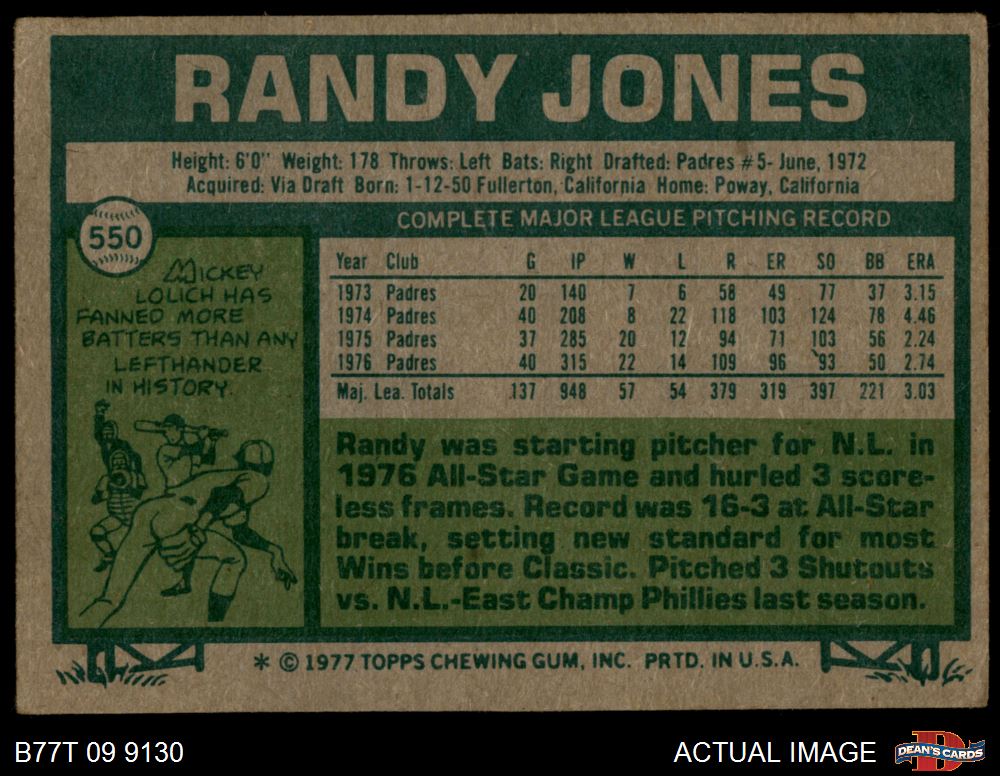 RANDY JONES
Height: 6'0" Weight: 178 Throws: Left Bats: Right Drafted: Padres #5- June, 1972
Acquired: Via Draft Born: 1-12-50 Fullerton, California Home: Poway, California
550
MICKEY
LOLICH HAS
FANNED MORE
BATTERS THAN ANY
LEFTHANDER
IN HISTORY.
COMPLETE MAJOR LEAGUE PITCHING RECORD
Year Club G IP W L R ER SO BB ERA
1973 Padres 20 140 7 6 58 49 77 37 3.15
1974 Padres 40 208 8 22 118 103 124 78 4.46
1975 Padres 37 285 20 12 94 71 103 56 2.24
1976 Padres 40 315 22 14 109 96 93 50 2.74
Maj. Lea. Totals 137 948 57 54 379 319 397 221 3.03
Randy was starting pitcher for N.L. in
1976 All-Star Game and hurled 3 score-
less frames. Record was 16-3 at All-Star
break, setting new standard for most
Wins before Classic. Pitched 3 Shutouts
vs. N.L.-East Champ Phillies last season.
* © 1977 TOPPS CHEWING GUM, INC. PRTD. IN U.S.A.
B77T 09 9130
ACTUAL IMAGE
DEAN'S CARDS